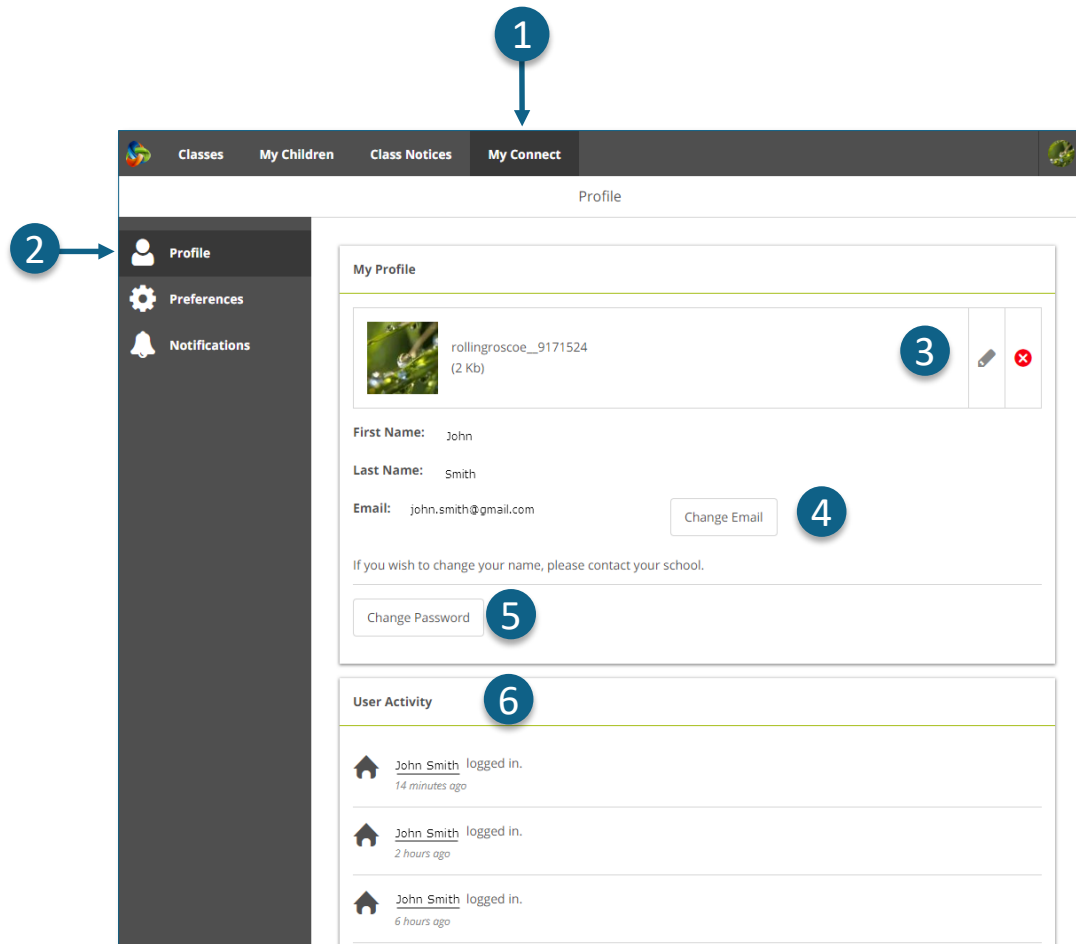 1
Classes My Children Class Notices My Connect
Profile
2
Profile
Preferences
Notifications
My Profile
rollingroscoe__9171524
(2 Kb)
3
First Name: John
Last Name: Smith
Email: john.smith@gmail.com Change Email 4
If you wish to change your name, please contact your school.
Change Password 5
User Activity 6
John Smith logged in.
14 minutes ago
John Smith logged in.
2 hours ago
John Smith logged in.
6 hours ago